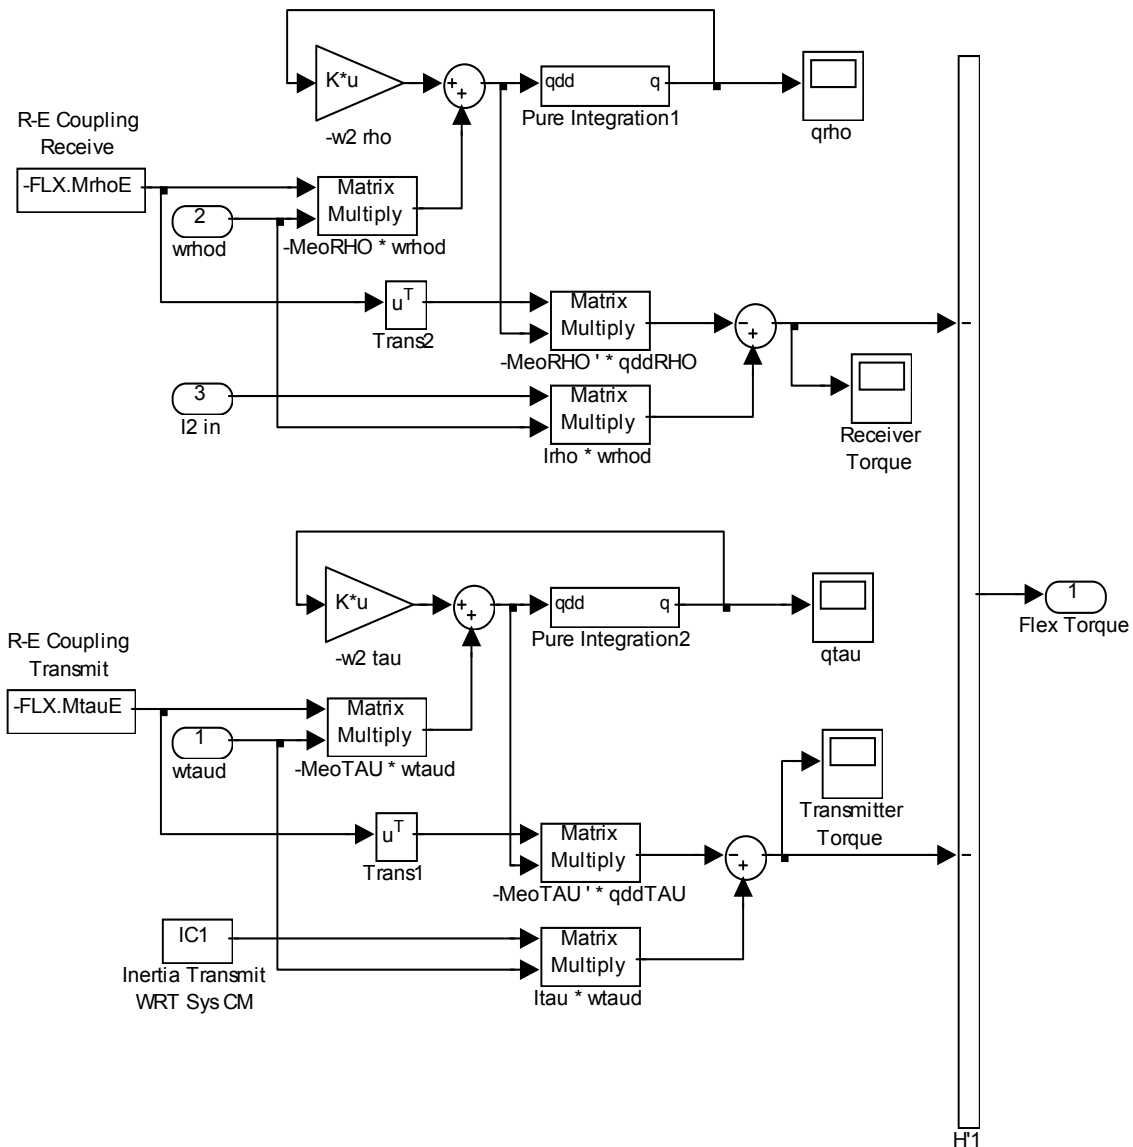 K*u
+
+
qdd
q
Pure Integration1
qrho
-w2 rho
R-E Coupling
Receive
-FLX.MrhoE
Matrix
Multiply
2
wrhod
-MeoRHO * wrhod
uT
Trans2
Matrix
Multiply
-MeoRHO ' * qddRHO
−
+
−
3
I2 in
Matrix
Multiply
Irho * wrhod
Receiver
Torque
K*u
+
+
qdd
q
Pure Integration2
qtau
-w2 tau
1
Flex Torque
R-E Coupling
Transmit
-FLX.MtauE
Matrix
Multiply
1
wtaud
-MeoTAU * wtaud
Transmitter
Torque
uT
Trans1
Matrix
Multiply
-MeoTAU ' * qddTAU
−
+
−
IC1
Inertia Transmit
WRT Sys CM
Matrix
Multiply
Itau * wtaud
H'1